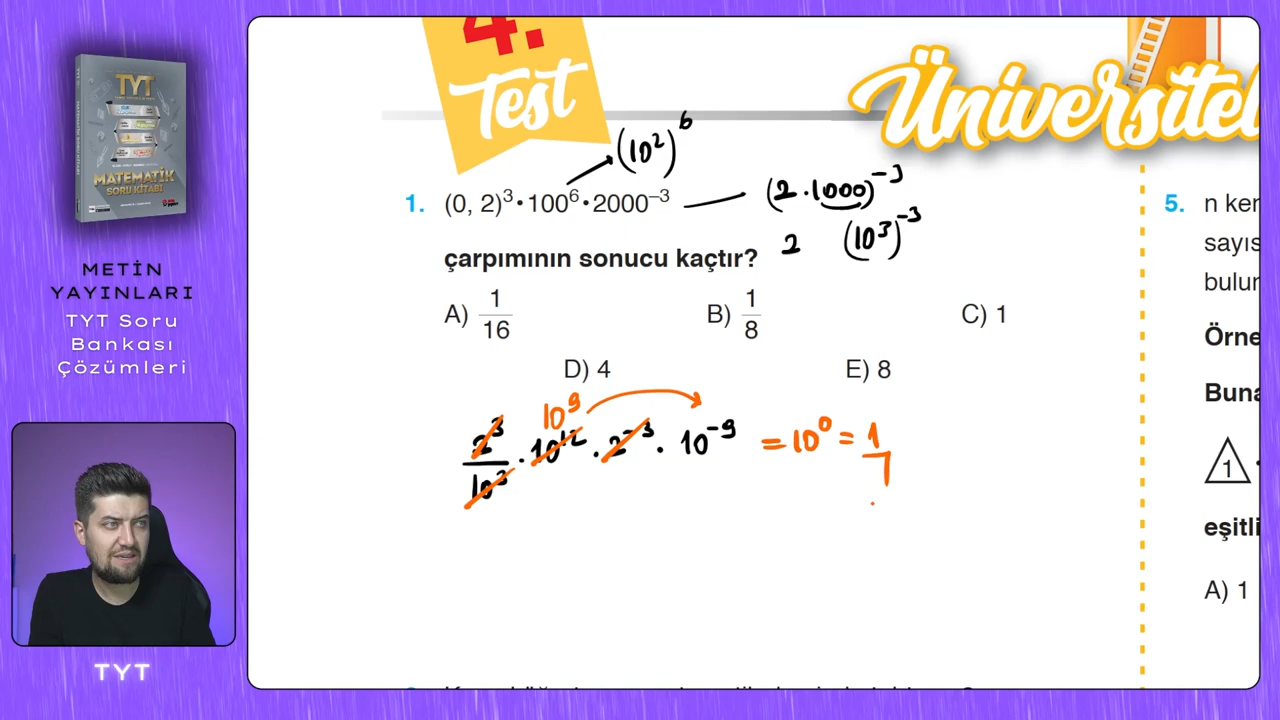 TYT
MATEMATİK
SORU KİTABI
METİN
YAYINLARI
TYT Soru
Bankası
Çözümleri
TYT
4.
Test
Üniversitel
(10²)⁶
1. (0, 2)³ • 100⁶ • 2000⁻³
(2 . 1000)⁻³
2 (10³)⁻³
çarpımının sonucu kaçtır?
A) 1/16 B) 1/8 C) 1
D) 4 E) 8
10⁹
2³/10³ . 10¹² . 2⁻³ . 10⁻⁹ = 10⁰ = 1
5. n ken
sayıs
bulun
Örne
Buna
1
eşitli
A) 1